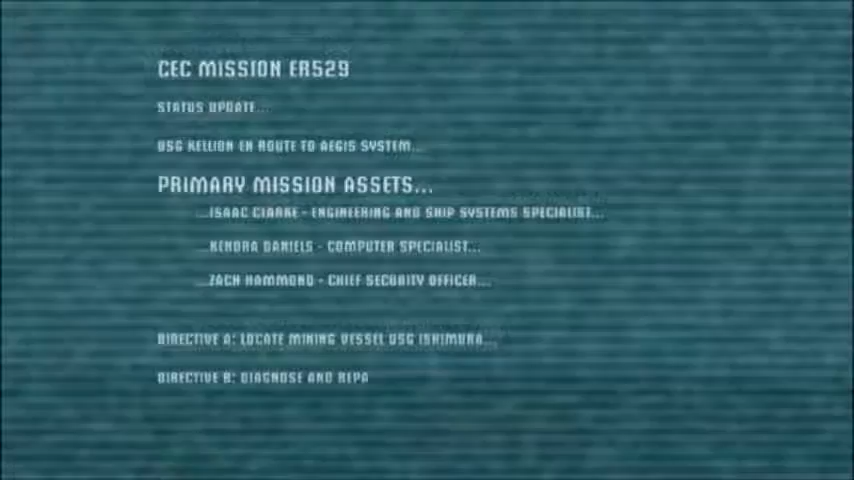 CEC MISSION ER529
STATUS UPDATE...
USG KELLION EN ROUTE TO AEGIS SYSTEM...
PRIMARY MISSION ASSETS...
...ISAAC CLARKE - ENGINEERING AND SHIP SYSTEMS SPECIALIST...
...KENDRA DANIELS - COMPUTER SPECIALIST...
...ZACH HAMMOND - CHIEF SECURITY OFFICER...
DIRECTIVE A: LOCATE MINING VESSEL USG ISHIMURA...
DIRECTIVE B: DIAGNOSE AND REPA